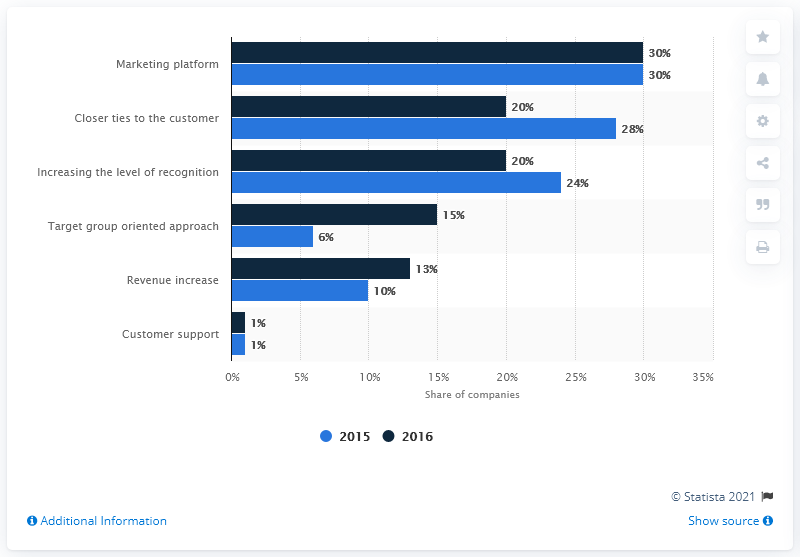 Marketing platform
30%
30%
Closer ties to the customer
20%
28%
Increasing the level of recognition
20%
24%
Target group oriented approach
15%
6%
Revenue increase
13%
10%
Customer support
1%
1%
0% 5% 10% 15% 20% 25% 30% 35%
Share of companies
2015 2016
© Statista 2021
Additional Information Show source